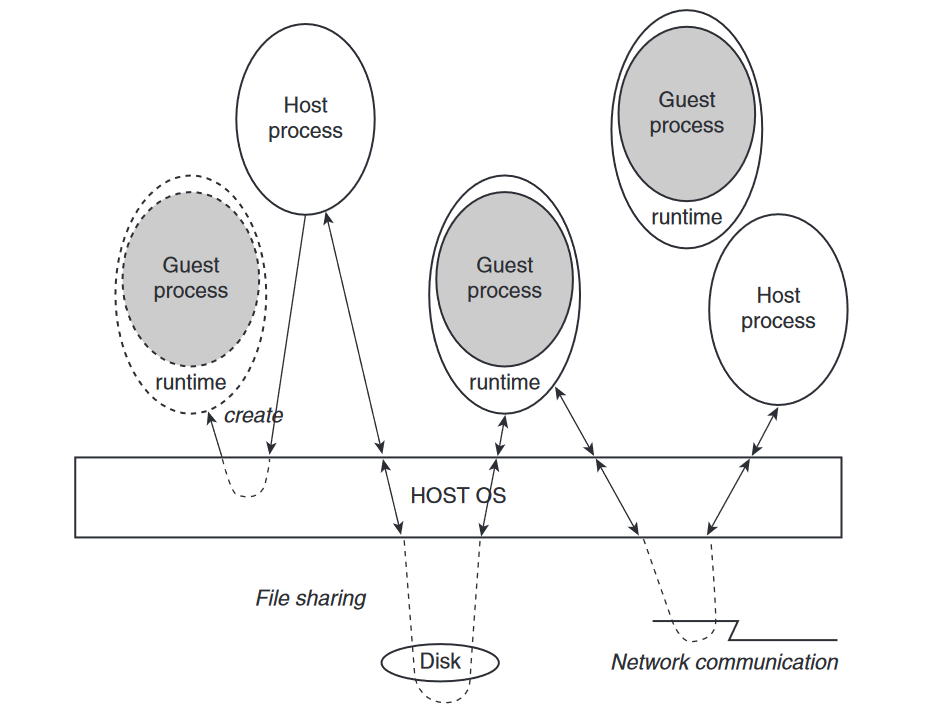 Host
process
Guest
process
runtime
Guest
process
runtime
create
Guest
process
runtime
Host
process
HOST OS
File sharing
Disk
Network communication